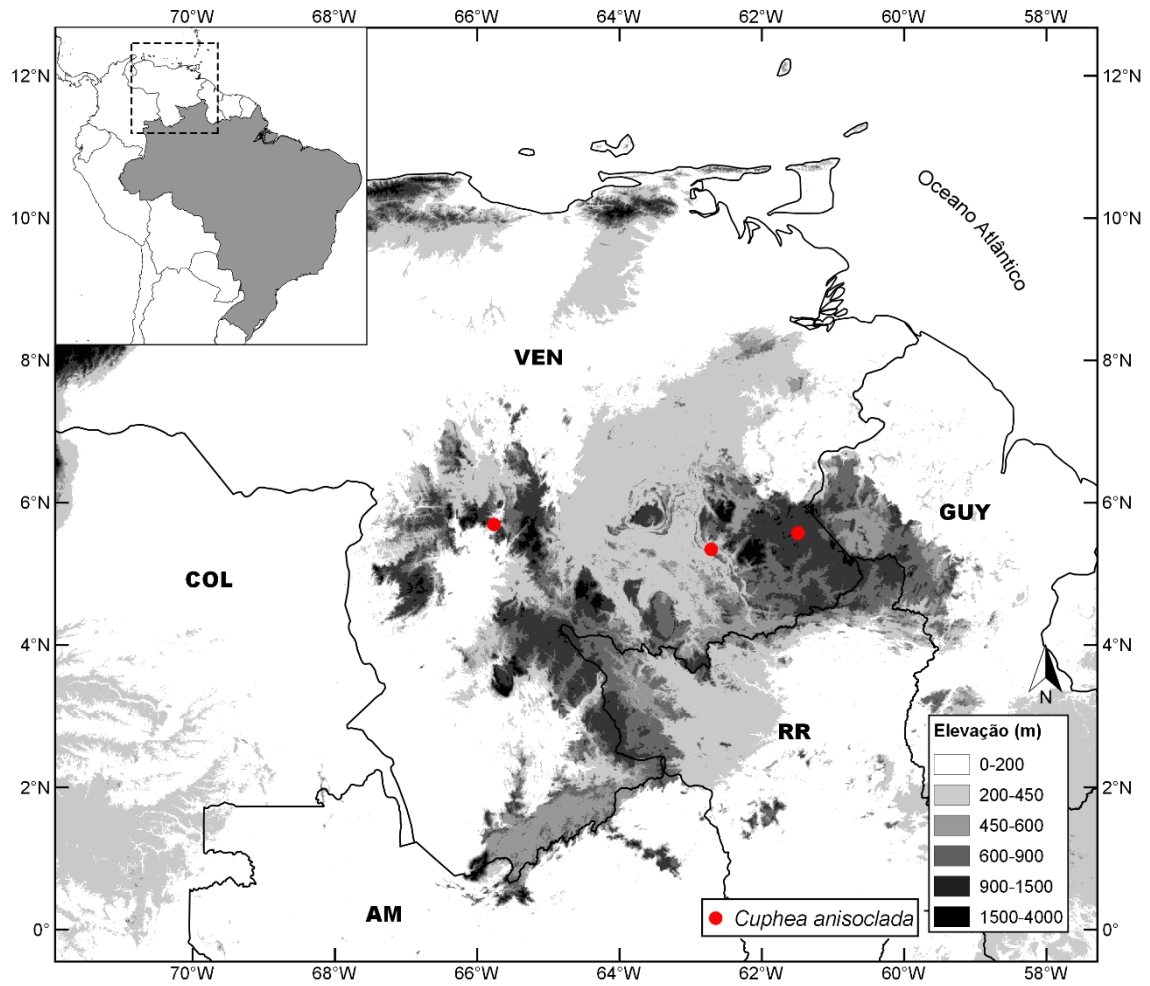 70°W 68°W 66°W 64°W 62°W 60°W 58°W
12°N 12°N
10°N 10°N
Oceano Atlântico
8°N 8°N
VEN
6°N 6°N
GUY
COL
4°N 4°N
N
RR
Elevação (m)
0-200
200-450
450-600
600-900
900-1500
1500-4000
2°N 2°N
AM
Cuphea anisoclada
0° 0°
70°W 68°W 66°W 64°W 62°W 60°W 58°W